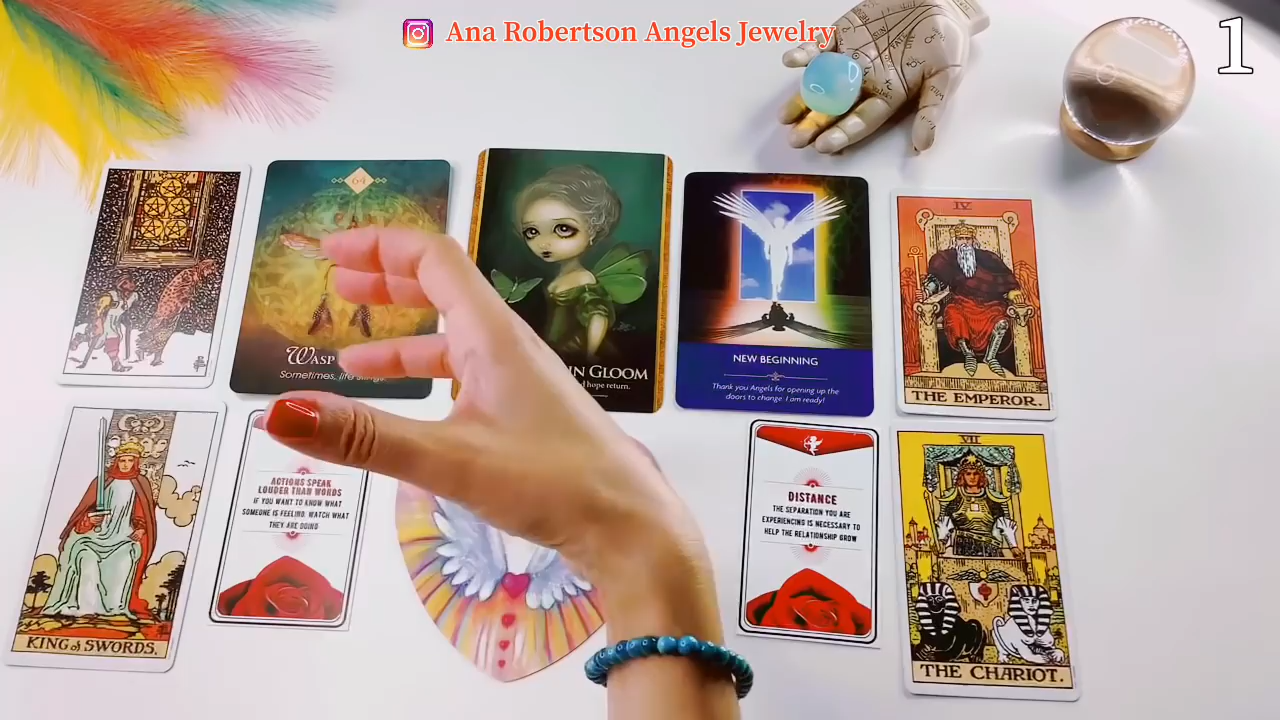 Ana Robertson Angels Jewelry
1
64
WASP
Sometimes, life stings.
IN GLOOM
hope return.
NEW BEGINNING
Thank you Angels for opening up the
doors to change. I am ready!
IV
THE EMPEROR.
KING of SWORDS.
ACTIONS SPEAK
LOUDER THAN WORDS
IF YOU WANT TO KNOW WHAT
SOMEONE IS FEELING, WATCH WHAT
THEY ARE DOING
DISTANCE
THE SEPARATION YOU ARE
EXPERIENCING IS NECESSARY TO
HELP THE RELATIONSHIP GROW
VII
THE CHARIOT.